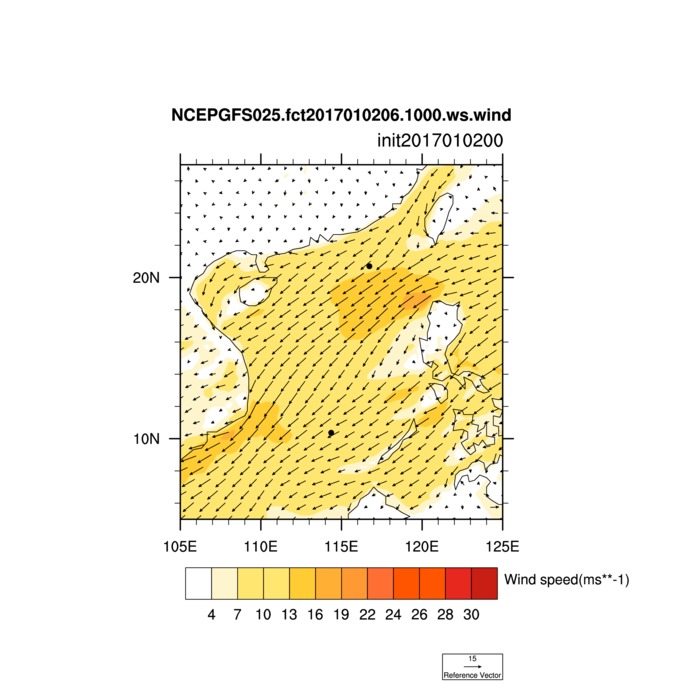 NCEPGFS025.fct2017010206.1000.ws.wind
init2017010200
20N
10N
105E 110E 115E 120E 125E
Wind speed(ms**-1)
4 7 10 13 16 19 22 24 26 28 30
15
Reference Vector